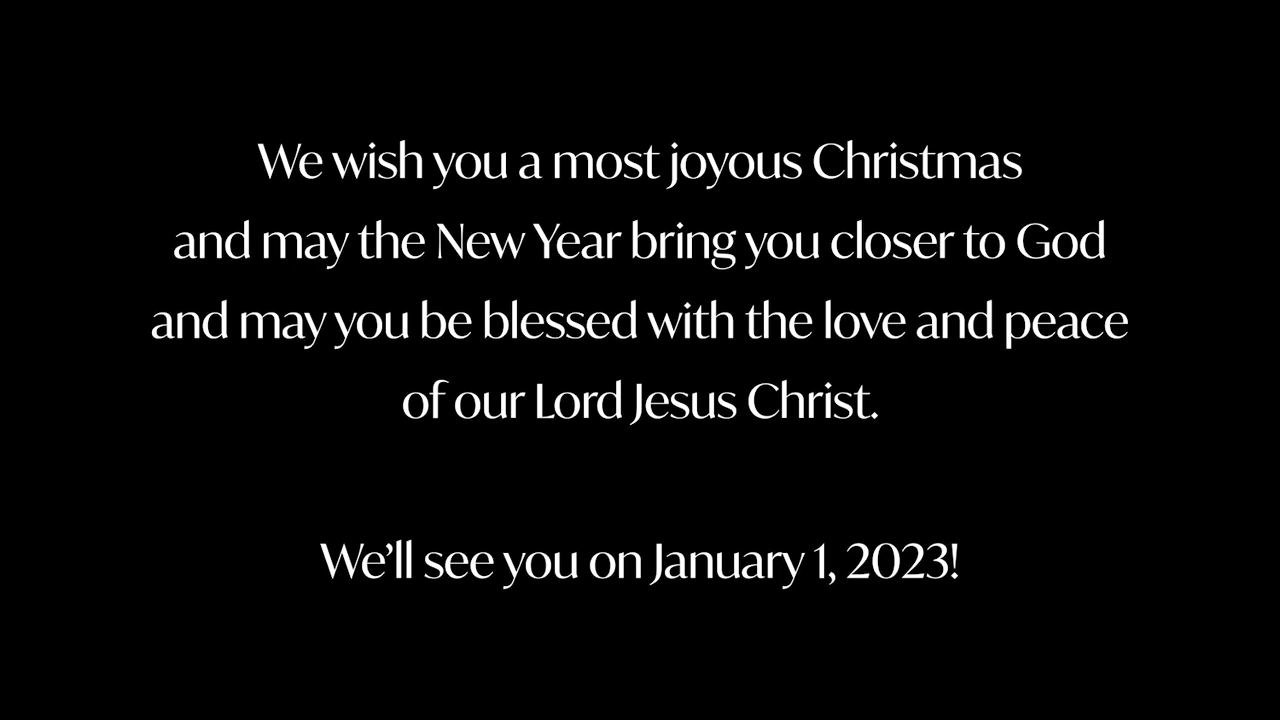 We wish you a most joyous Christmas
and may the New Year bring you closer to God
and may you be blessed with the love and peace
of our Lord Jesus Christ.
We’ll see you on January 1, 2023!